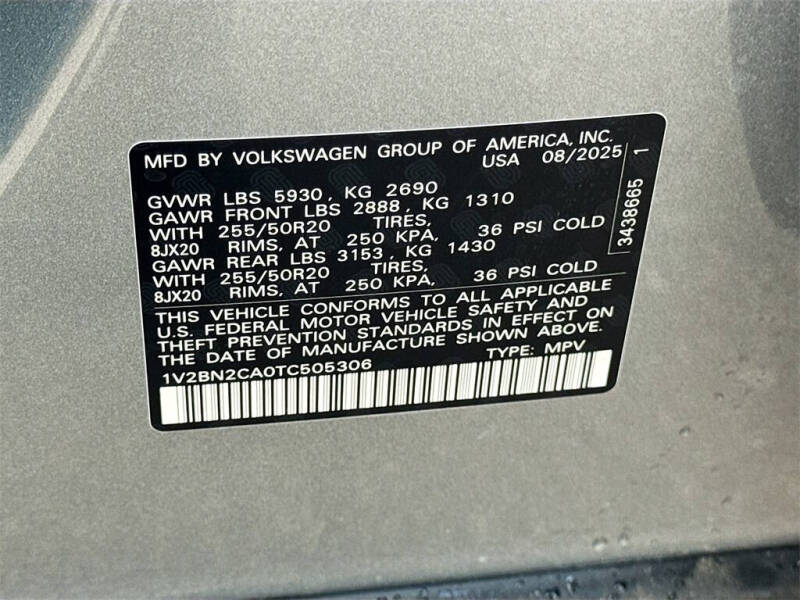 MFD BY VOLKSWAGEN GROUP OF AMERICA, INC.
USA 08/2025
GVWR LBS 5930, KG 2690
GAWR FRONT LBS 2888, KG 1310
WITH 255/50R20 TIRES,
8JX20 RIMS, AT 250 KPA, 36 PSI COLD
GAWR REAR LBS 3153, KG 1430
WITH 255/50R20 TIRES,
8JX20 RIMS, AT 250 KPA, 36 PSI COLD
3438665 1
THIS VEHICLE CONFORMS TO ALL APPLICABLE
U.S. FEDERAL MOTOR VEHICLE SAFETY AND
THEFT PREVENTION STANDARDS IN EFFECT ON
THE DATE OF MANUFACTURE SHOWN ABOVE.
1V2BN2CA0TC505306 TYPE: MPV